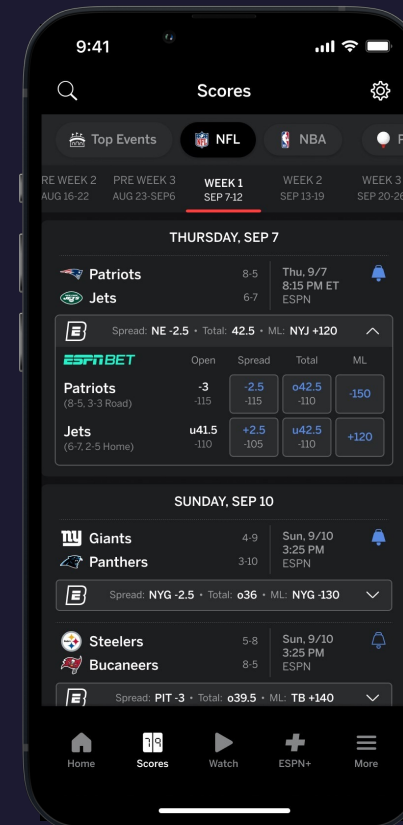 9:41
Scores
Top Events NFL NBA
RE WEEK 2 PRE WEEK 3 WEEK 1 WEEK 2 WEEK 3
AUG 16-22 AUG 23-SEP6 SEP 7-12 SEP 13-19 SEP 20-26
THURSDAY, SEP 7
Patriots 8-5 Thu, 9/7
8:15 PM ET
Jets 6-7 ESPN
Spread: NE -2.5 • Total: 42.5 • ML: NYJ +120
ESPN BET Open Spread Total ML
Patriots -3 -2.5 o42.5 -150
(8-5, 3-3 Road) -115 -115 -110
Jets u41.5 +2.5 u42.5 +120
(6-7, 2-5 Home) -110 -105 -110
SUNDAY, SEP 10
ny Giants 4-9 Sun, 9/10
3:25 PM
Panthers 3-10 ESPN
Spread: NYG -2.5 • Total: o36 • ML: NYG -130
Steelers 5-8 Sun, 9/10
3:25 PM
Bucaneers 8-5 ESPN
Spread: PIT -3 • Total: o39.5 • ML: TB +140
Home Scores Watch ESPN+ More